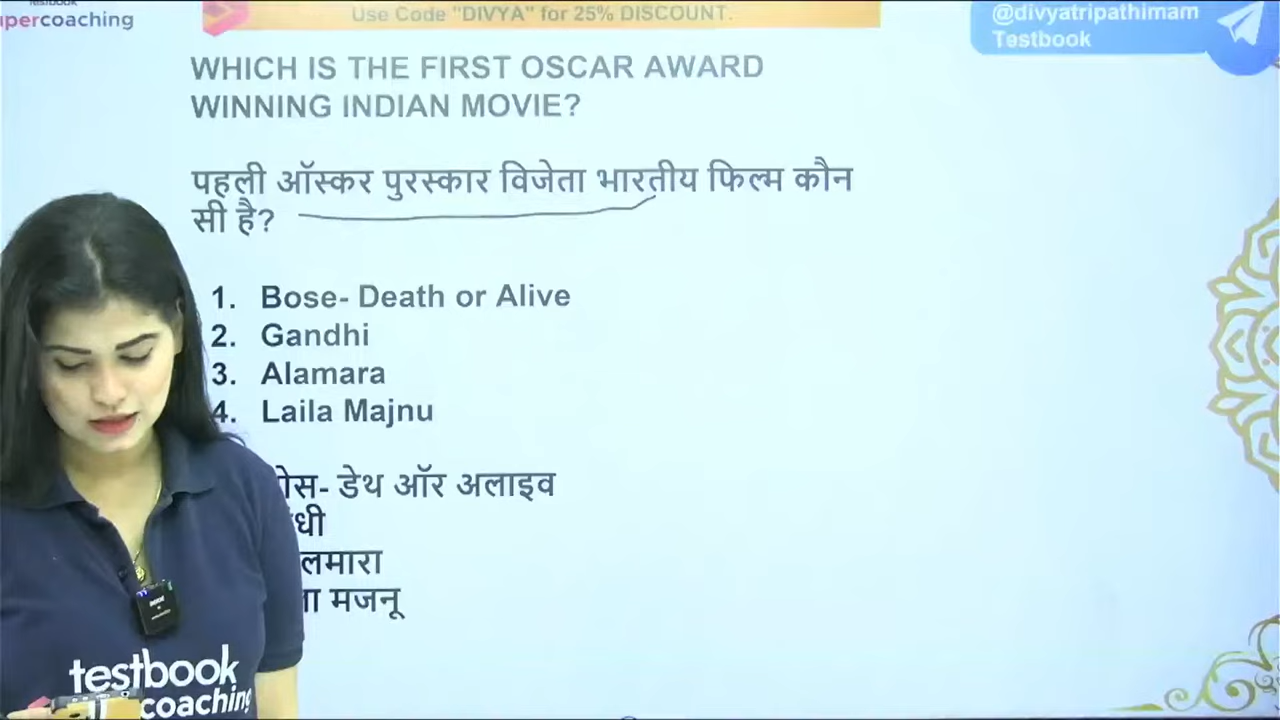 testbook
percoaching
Use Code "DIVYA" for 25% DISCOUNT.
@divyatripathimam
Testbook
WHICH IS THE FIRST OSCAR AWARD
WINNING INDIAN MOVIE?
पहली ऑस्कर पुरस्कार विजेता भारतीय फिल्म कौन
सी है?
1. Bose- Death or Alive
2. Gandhi
3. Alamara
4. Laila Majnu
ोस- डेथ ऑर अलाइव
ंधी
लमारा
ा मजनू
testbook
coaching